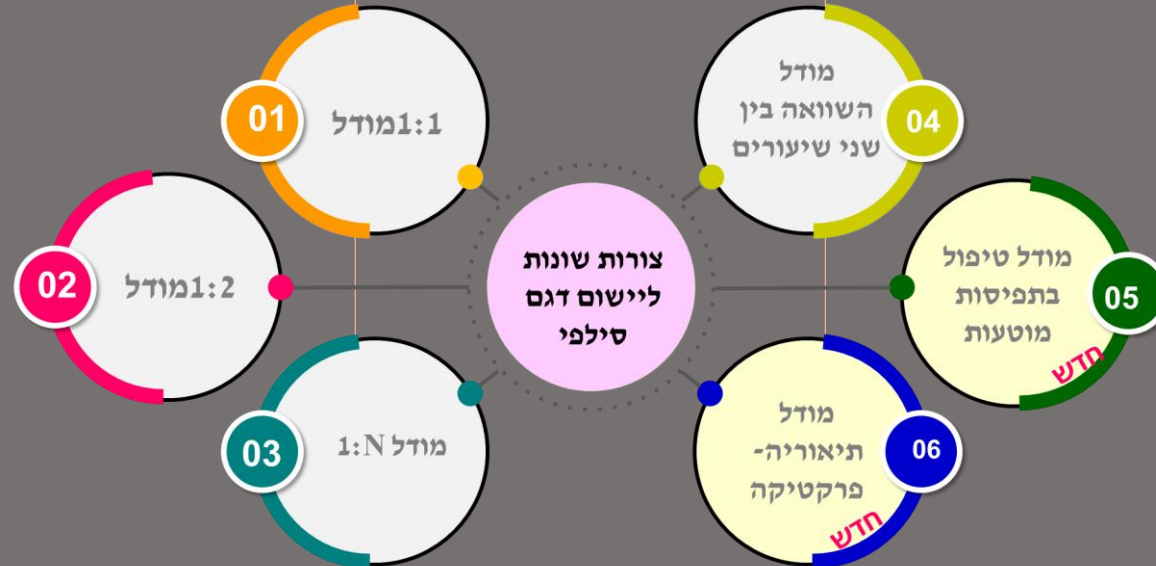 צורות שונות
ליישום דגם
סילפי
01
1:1מודל
02
1:2מודל
03
מודל 1:N
04
מודל
השוואה בין
שני שיעורים
05
מודל טיפול
בתפיסות
מוטעות
חדש
06
מודל
תיאוריה-
פרקטיקה
חדש